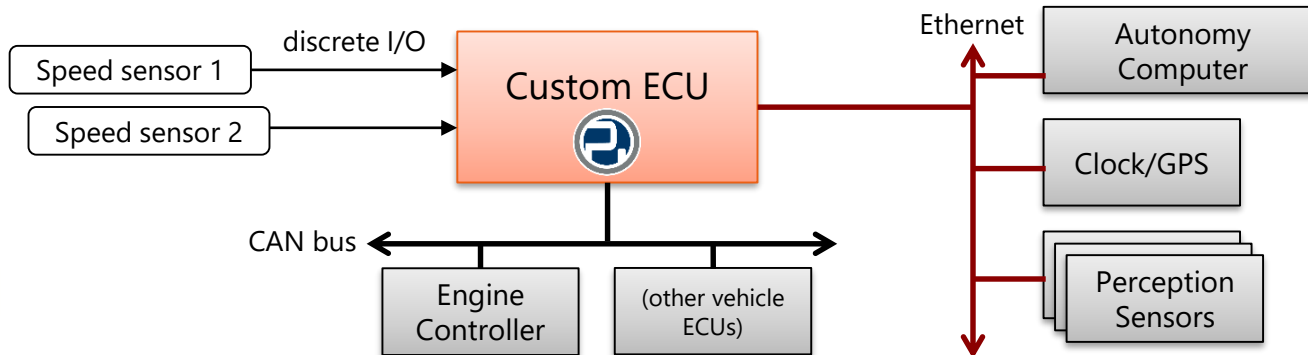 discrete I/O
Speed sensor 1
Speed sensor 2
Custom ECU
Ethernet
Autonomy
Computer
Clock/GPS
Perception
Sensors
CAN bus
Engine
Controller
(other vehicle
ECUs)